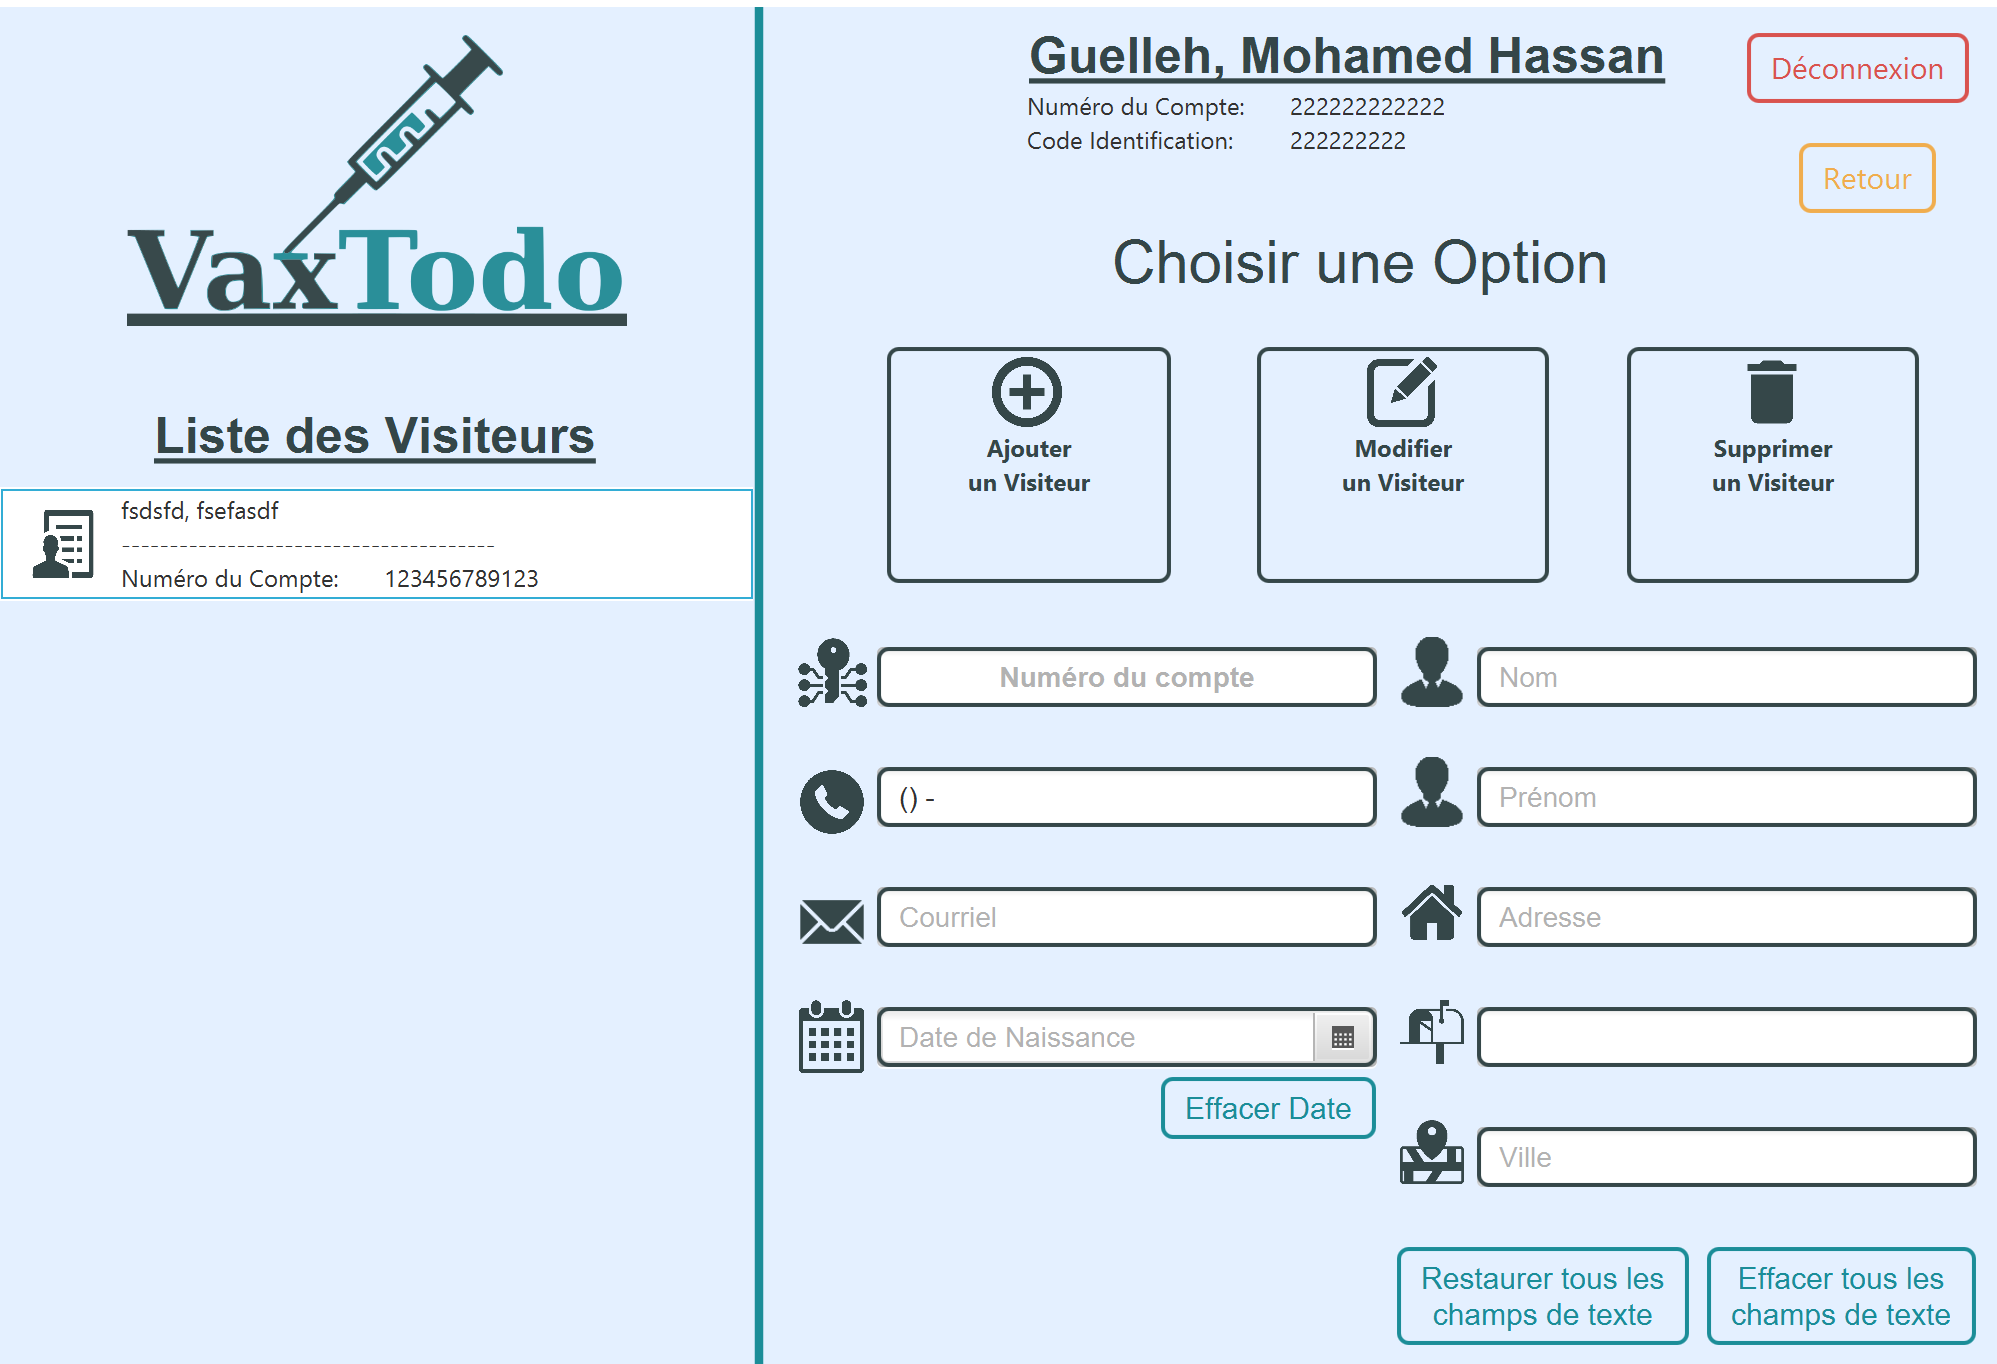 VaxTodo
Liste des Visiteurs
fsdsfd, fsefasdf
---------------------------------------
Numéro du Compte: 123456789123
Guelleh, Mohamed Hassan
Numéro du Compte: 222222222222
Code Identification: 222222222
Déconnexion
Retour
Choisir une Option
Ajouter
un Visiteur
Modifier
un Visiteur
Supprimer
un Visiteur
Numéro du compte
Nom
() -
Prénom
Courriel
Adresse
Date de Naissance
Effacer Date
Ville
Restaurer tous les
champs de texte
Effacer tous les
champs de texte